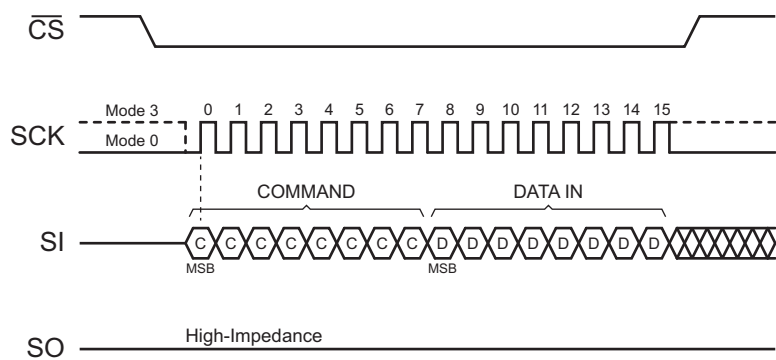 CS
Mode 3 0 1 2 3 4 5 6 7 8 9 10 11 12 13 14 15
SCK
Mode 0
COMMAND DATA IN
SI C C C C C C C C D D D D D D D D
MSB MSB
High-Impedance
SO